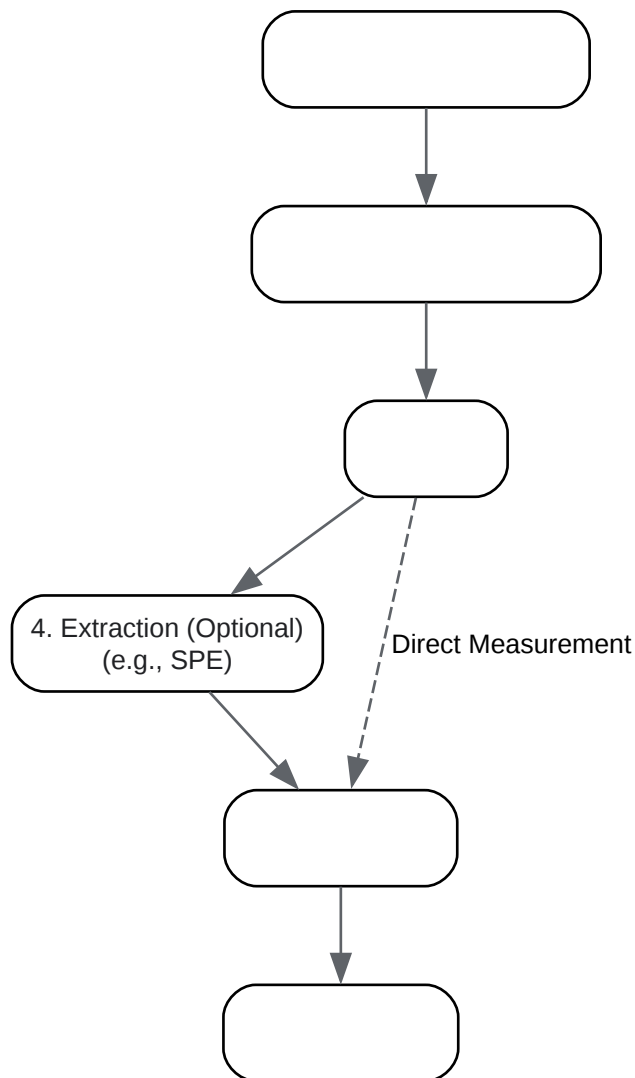 4. Extraction (Optional)
(e.g., SPE)
Direct Measurement